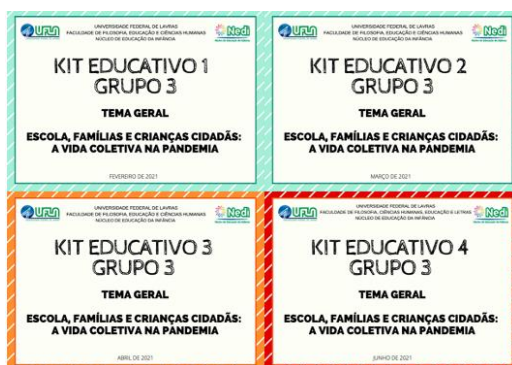 UFLA
UNIVERSIDADE FEDERAL DE LAVRAS
FACULDADE DE FILOSOFIA, EDUCAÇÃO E CIÊNCIAS HUMANAS
NÚCLEO DE EDUCAÇÃO DA INFÂNCIA
Nedi
KIT EDUCATIVO 1
GRUPO 3
TEMA GERAL
ESCOLA, FAMÍLIAS E CRIANÇAS CIDADÃS:
A VIDA COLETIVA NA PANDEMIA
FEVEREIRO DE 2021
UFLA
UNIVERSIDADE FEDERAL DE LAVRAS
FACULDADE DE FILOSOFIA, EDUCAÇÃO E CIÊNCIAS HUMANAS
NÚCLEO DE EDUCAÇÃO DA INFÂNCIA
Nedi
KIT EDUCATIVO 2
GRUPO 3
TEMA GERAL
ESCOLA, FAMÍLIAS E CRIANÇAS CIDADÃS:
A VIDA COLETIVA NA PANDEMIA
MARÇO DE 2021
UFLA
UNIVERSIDADE FEDERAL DE LAVRAS
FACULDADE DE FILOSOFIA, EDUCAÇÃO E CIÊNCIAS HUMANAS
NÚCLEO DE EDUCAÇÃO DA INFÂNCIA
Nedi
KIT EDUCATIVO 3
GRUPO 3
TEMA GERAL
ESCOLA, FAMÍLIAS E CRIANÇAS CIDADÃS:
A VIDA COLETIVA NA PANDEMIA
ABRIL DE 2021
UFLA
UNIVERSIDADE FEDERAL DE LAVRAS
FACULDADE DE FILOSOFIA, CIÊNCIAS HUMANAS, EDUCAÇÃO E LETRAS
NÚCLEO DE EDUCAÇÃO DA INFÂNCIA
Nedi
KIT EDUCATIVO 4
GRUPO 3
TEMA GERAL
ESCOLA, FAMÍLIAS E CRIANÇAS CIDADÃS:
A VIDA COLETIVA NA PANDEMIA
JUNHO DE 2021